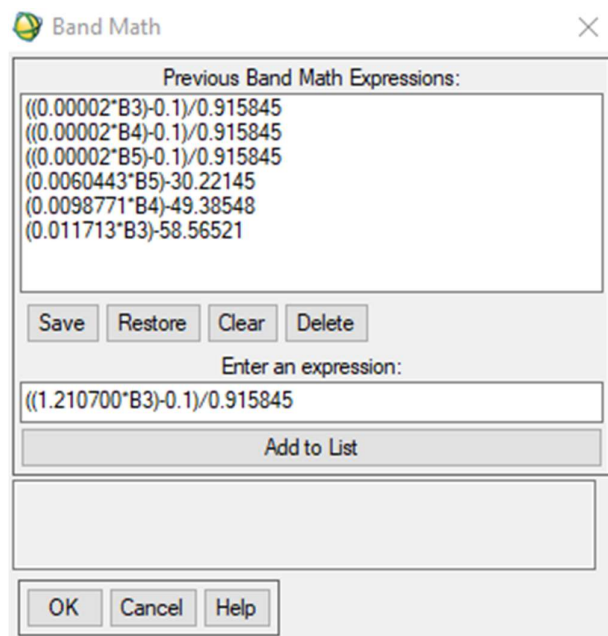 Band Math
Previous Band Math Expressions:
((0.00002*B3)-0.1)/0.915845
((0.00002*B4)-0.1)/0.915845
((0.00002*B5)-0.1)/0.915845
(0.0060443*B5)-30.22145
(0.0098771*B4)-49.38548
(0.011713*B3)-58.56521
Save Restore Clear Delete
Enter an expression:
((1.210700*B3)-0.1)/0.915845
Add to List
OK Cancel Help